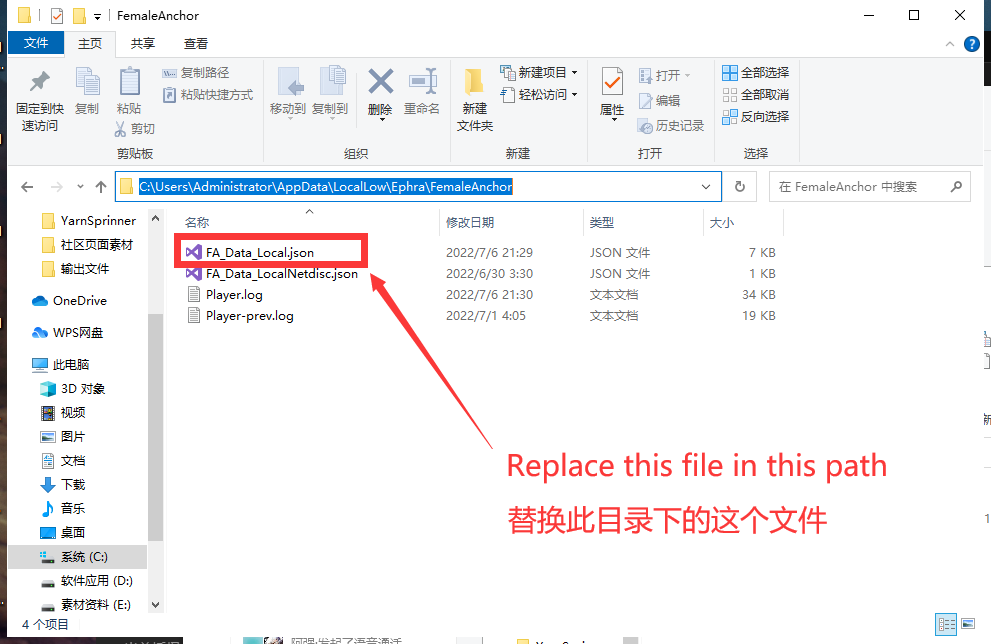 FemaleAnchor
文件
主页
共享
查看
固定到快
速访问
复制
粘贴
复制路径
粘贴快捷方式
剪切
剪贴板
移动到
复制到
删除
重命名
组织
新建
文件夹
新建项目
轻松访问
新建
属性
打开
编辑
历史记录
打开
全部选择
全部取消
反向选择
选择
C:\Users\Administrator\AppData\LocalLow\Ephra\FemaleAnchor
在 FemaleAnchor 中搜索
YarnSprinner
社区页面素材
输出文件
OneDrive
WPS网盘
此电脑
3D 对象
视频
图片
文档
下载
音乐
桌面
系统 (C:)
软件应用 (D:)
素材资料 (E:)
名称 修改日期 类型 大小
FA_Data_Local.json 2022/7/6 21:29 JSON 文件 7 KB
FA_Data_LocalNetdisc.json 2022/6/30 3:30 JSON 文件 1 KB
Player.log 2022/7/6 21:30 文本文档 34 KB
Player-prev.log 2022/7/1 4:05 文本文档 19 KB
Replace this file in this path
替换此目录下的这个文件
4 个项目